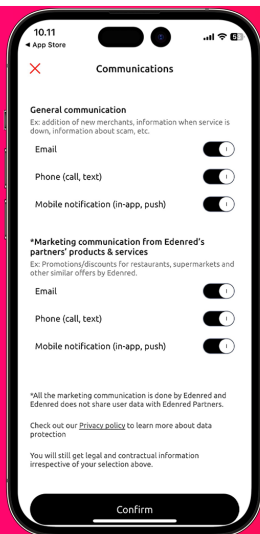 10.11
◀ App Store
Communications
General communication
Ex: addition of new merchants, information when service is
down, information about scam, etc.
Email
Phone (call, text)
Mobile notification (in-app, push)
*Marketing communication from Edenred's
partners' products & services
Ex: Promotions/discounts for restaurants, supermarkets and
other similar offers by Edenred.
Email
Phone (call, text)
Mobile notification (in-app, push)
*All the marketing communication is done by Edenred and
Edenred does not share user data with Edenred Partners.
Check out our Privacy policy to learn more about data
protection
You will still get legal and contractual information
irrespective of your selection above.
Confirm